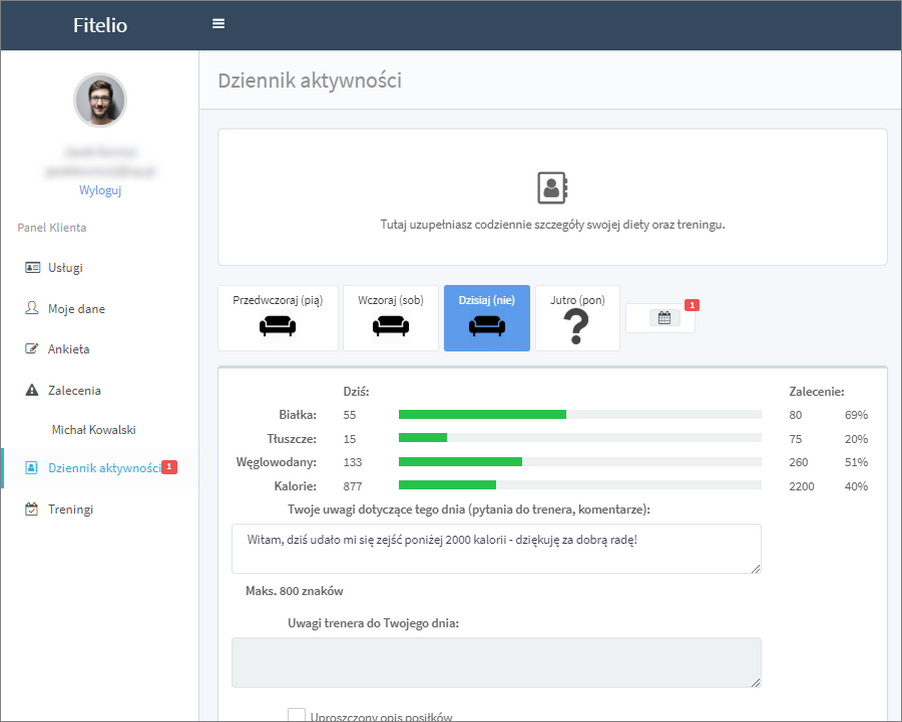 Fitelio
Dziennik aktywności
Wyloguj
Panel Klienta
Usługi
Moje dane
Ankieta
Zalecenia
Michał Kowalski
Dziennik aktywności 1
Treningi
Tutaj uzupełniasz codziennie szczegóły swojej diety oraz treningu.
Przedwczoraj (pią) Wczoraj (sob) Dzisiaj (nie) Jutro (pon) 1
?
Dziś: Zalecenie:
Białka: 55 80 69%
Tłuszcze: 15 75 20%
Węglowodany: 133 260 51%
Kalorie: 877 2200 40%
Twoje uwagi dotyczące tego dnia (pytania do trenera, komentarze):
Witam, dziś udało mi się zejść poniżej 2000 kalorii - dziękuję za dobrą radę!
Maks. 800 znaków
Uwagi trenera do Twojego dnia:
Uproszczony opis posiłków